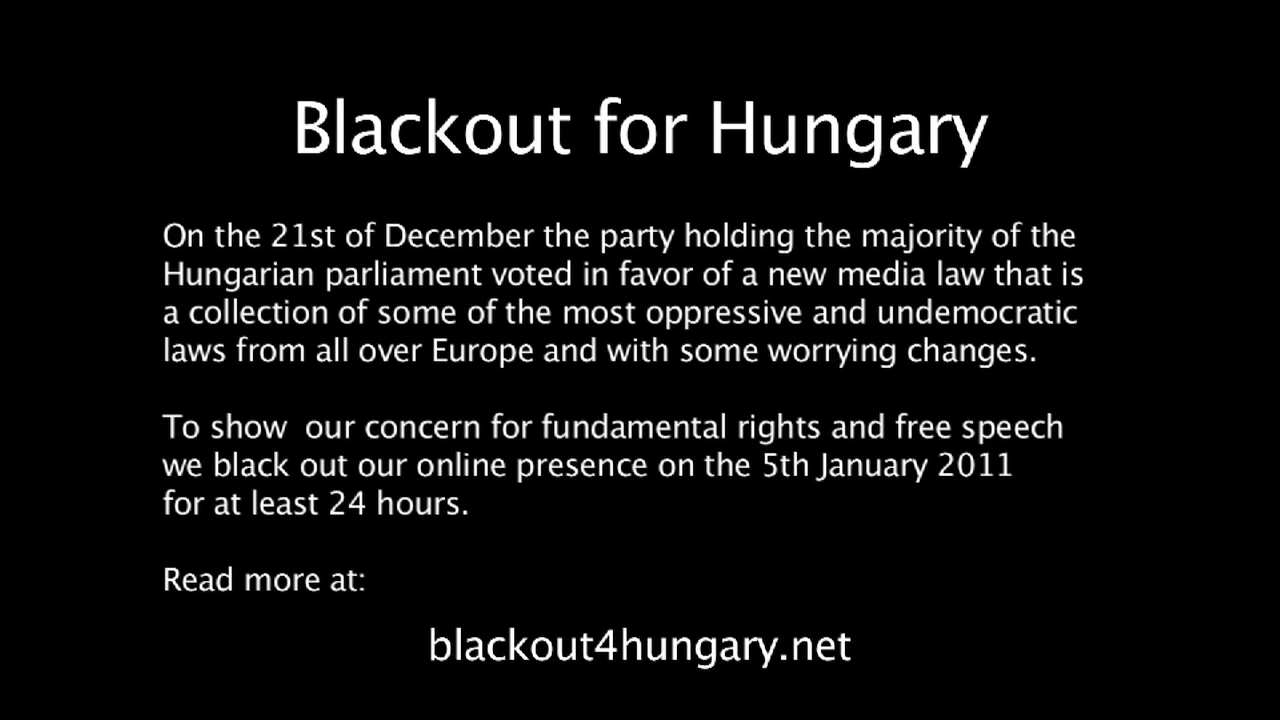 Blackout for Hungary
On the 21st of December the party holding the majority of the
Hungarian parliament voted in favor of a new media law that is
a collection of some of the most oppressive and undemocratic
laws from all over Europe and with some worrying changes.
To show  our concern for fundamental rights and free speech
we black out our online presence on the 5th January 2011
for at least 24 hours.
Read more at:
blackout4hungary.net